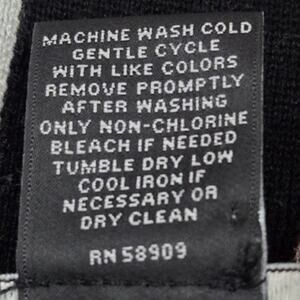 MACHINE WASH COLD
GENTLE CYCLE
WITH LIKE COLORS
REMOVE PROMPTLY
AFTER WASHING
ONLY NON-CHLORINE
BLEACH IF NEEDED
TUMBLE DRY LOW
COOL IRON IF
NECESSARY OR
DRY CLEAN
RN 58909